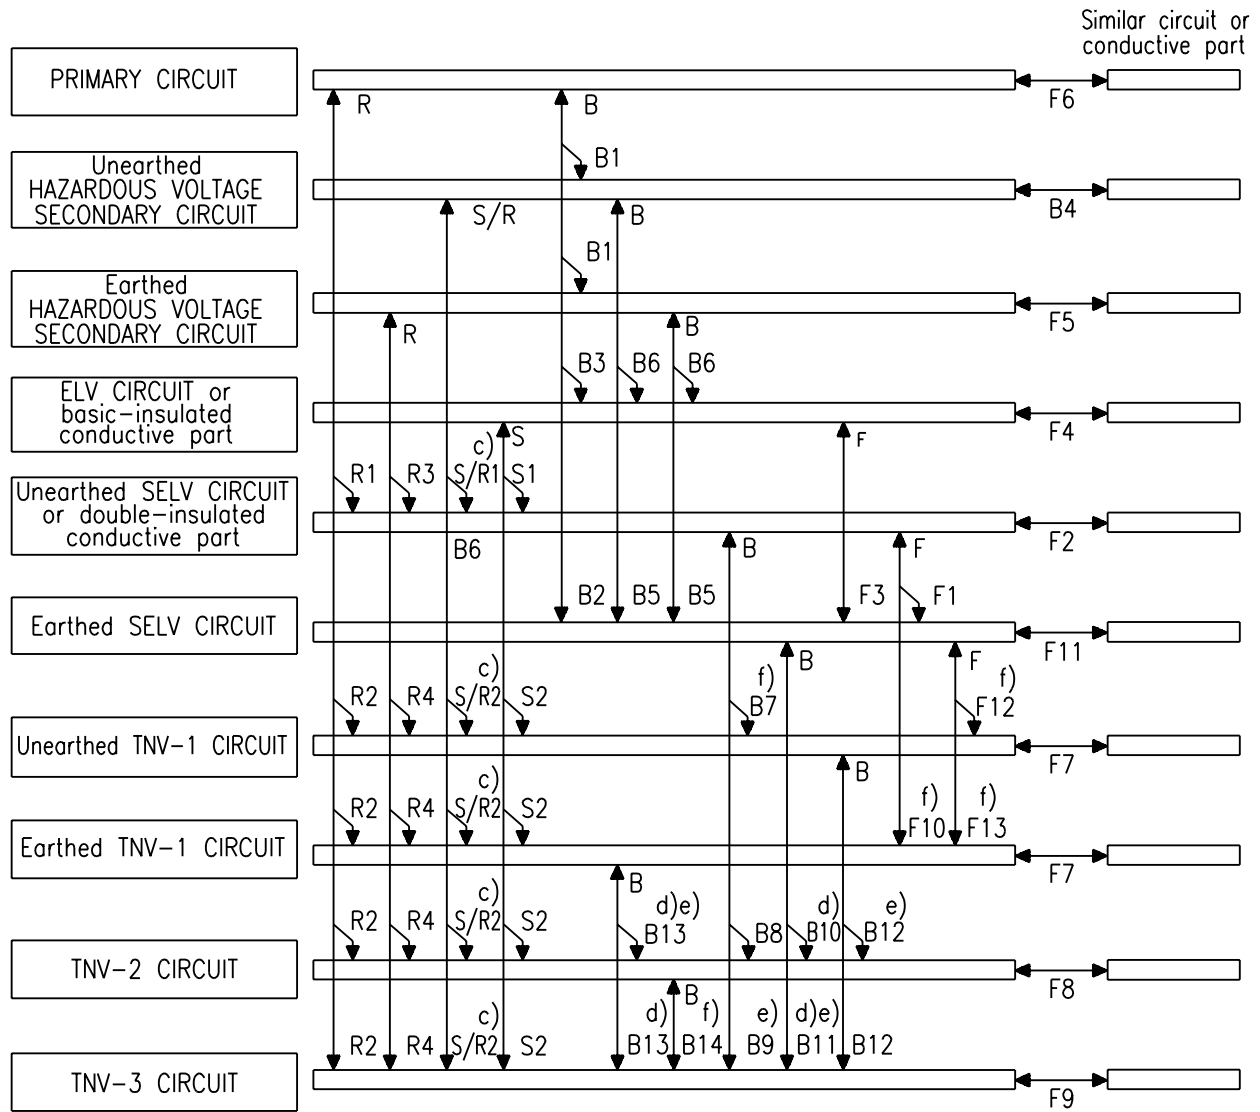 Similar circuit or
conductive part
PRIMARY CIRCUIT
R
B
F6
B1
Unearthed
HAZARDOUS VOLTAGE
SECONDARY CIRCUIT
S/R
B
B4
B1
Earthed
HAZARDOUS VOLTAGE
SECONDARY CIRCUIT
R
B
F5
B3
B6
B6
ELV CIRCUIT or
basic-insulated
conductive part
c)
S
F
F4
R1
R3
S/R1
S1
Unearthed SELV CIRCUIT
or double-insulated
conductive part
B6
B
F
F2
B2
B5
B5
F3
F1
Earthed SELV CIRCUIT
B
F
F11
c)
f)
f)
R2
R4
S/R2
S2
B7
F12
Unearthed TNV-1 CIRCUIT
B
F7
c)
f)
f)
R2
R4
S/R2
S2
F10
F13
Earthed TNV-1 CIRCUIT
B
F7
c)
d)e)
d)
e)
R2
R4
S/R2
S2
B13
B8
B10
B12
TNV-2 CIRCUIT
B
F8
c)
d)
f)
e)
d)e)
R2
R4
S/R2
S2
B13
B14
B9
B11
B12
TNV-3 CIRCUIT
F9